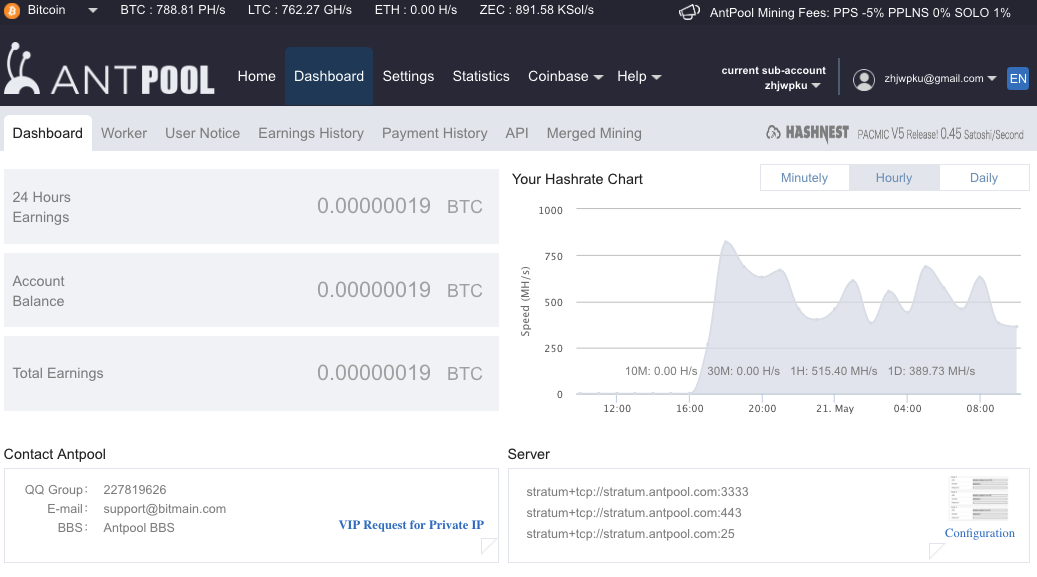 Bitcoin BTC : 788.81 PH/s LTC : 762.27 GH/s ETH : 0.00 H/s ZEC : 891.58 KSol/s AntPool Mining Fees: PPS -5% PPLNS 0% SOLO 1%
ANTPOOL
Home Dashboard Settings Statistics Coinbase Help
current sub-account
zhjwpku
zhjwpku@gmail.com
EN
Dashboard Worker User Notice Earnings History Payment History API Merged Mining
HASHNEST PACMIC V5 Release! 0.45 Satoshi/Second
24 Hours
Earnings
0.00000019 BTC
Account
Balance
0.00000019 BTC
Total Earnings
0.00000019 BTC
Your Hashrate Chart
Minutely Hourly Daily
Speed (MH/s)
1000
750
500
250
0
10M: 0.00 H/s 30M: 0.00 H/s 1H: 515.40 MH/s 1D: 389.73 MH/s
12:00 16:00 20:00 21. May 04:00 08:00
Contact Antpool
QQ Group: 227819626
E-mail: support@bitmain.com
BBS: Antpool BBS
VIP Request for Private IP
Server
stratum+tcp://stratum.antpool.com:3333
stratum+tcp://stratum.antpool.com:443
stratum+tcp://stratum.antpool.com:25
Configuration